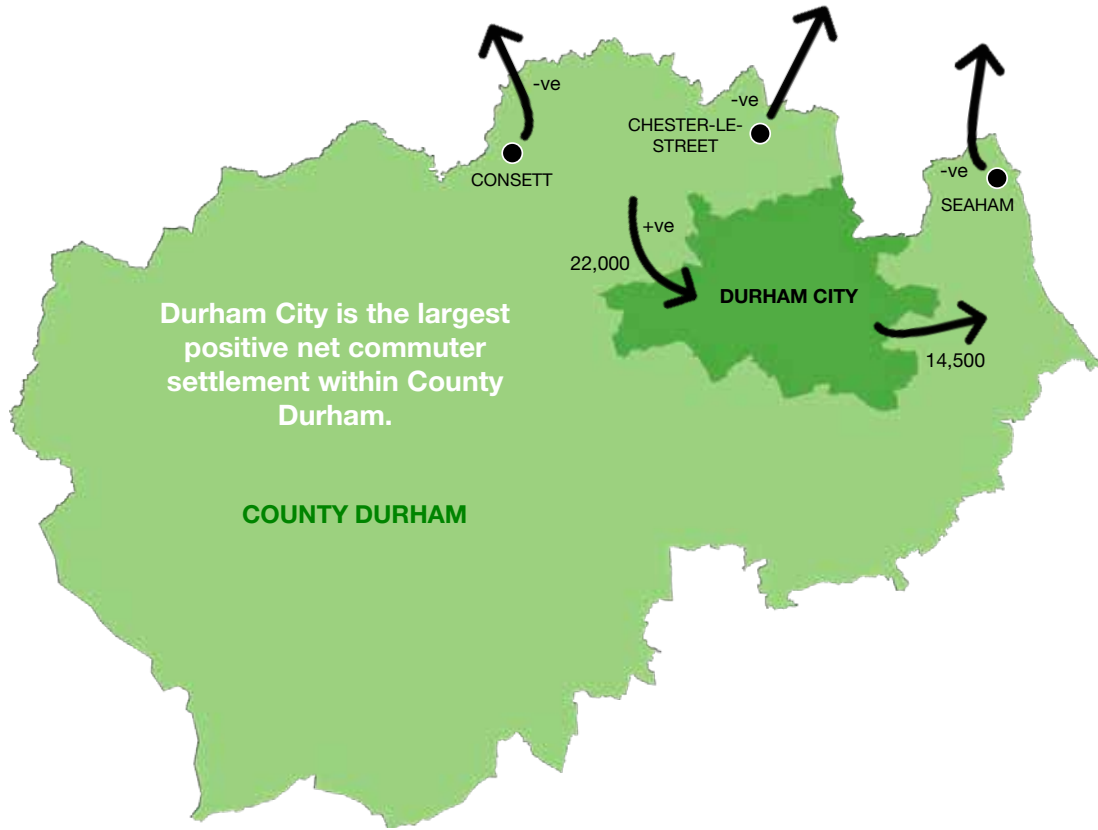 -ve
-ve
CHESTER-LE-
STREET
CONSETT
-ve
SEAHAM
+ve
22,000
DURHAM CITY
14,500
Durham City is the largest
positive net commuter
settlement within County
Durham.
COUNTY DURHAM